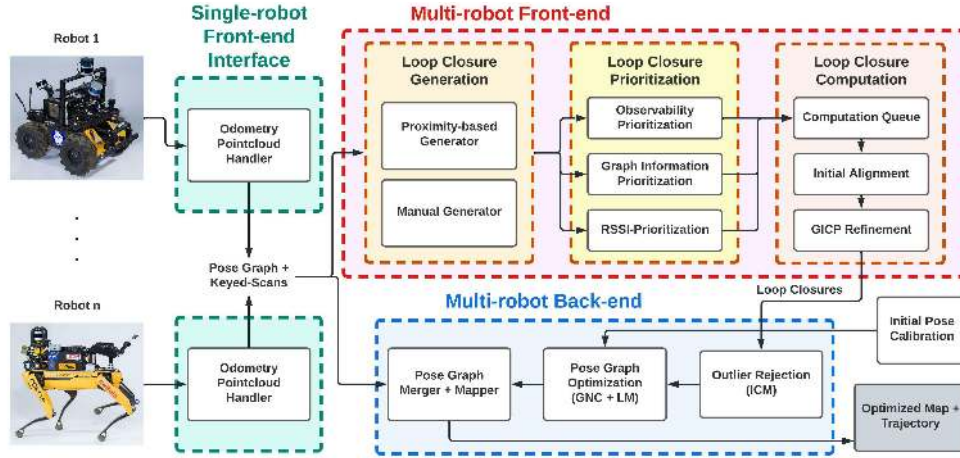 Single-robot
Front-end
Interface
Multi-robot Front-end
Robot 1
Odometry
Pointcloud
Handler
Loop Closure
Generation
Proximity-based
Generator
Manual Generator
Loop Closure
Prioritization
Observability
Prioritization
Graph Information
Prioritization
RSSI-Prioritization
Loop Closure
Computation
Computation Queue
Initial Alignment
GICP Refinement
Pose Graph +
Keyed-Scans
Loop Closures
Robot n
Odometry
Pointcloud
Handler
Multi-robot Back-end
Pose Graph
Merger + Mapper
Pose Graph
Optimization
(GNC + LM)
Outlier Rejection
(ICM)
Initial Pose
Calibration
Optimized Map +
Trajectory